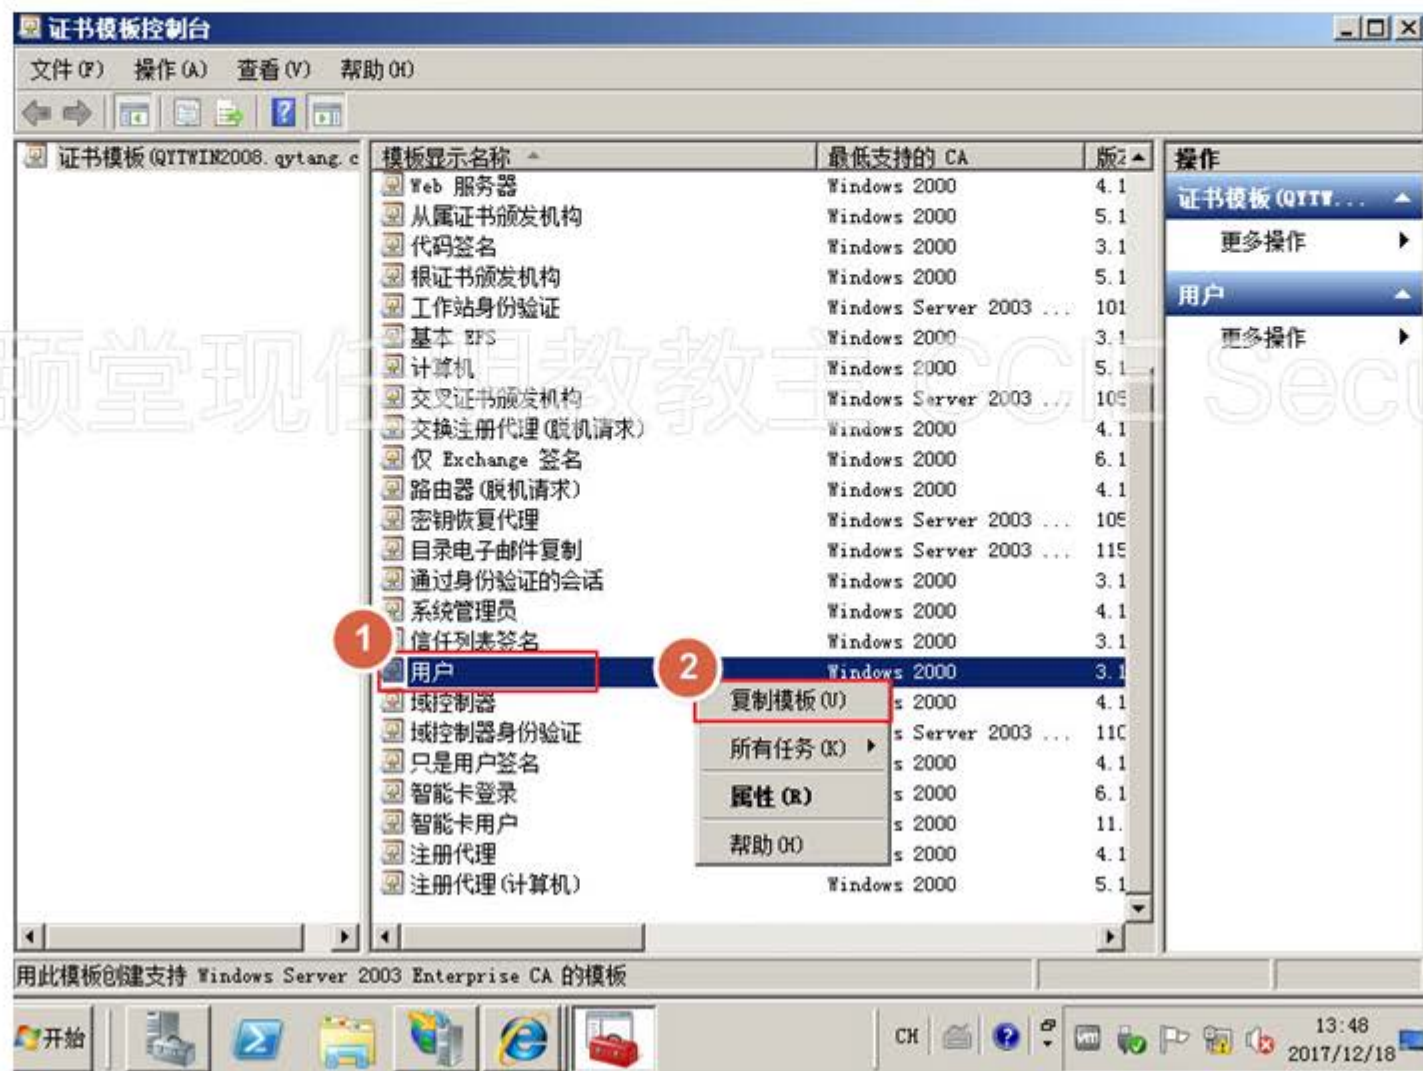 证书模板控制台
文件(F) 操作(A) 查看(V) 帮助(H)
证书模板(QYTWIN2008.qytang.c
模板显示名称 最低支持的 CA
操作
Web 服务器 Windows 2000 4.1
证书模板(QYTW...
从属证书颁发机构 Windows 2000 5.1
代码签名 Windows 2000 3.1
更多操作
根证书颁发机构 Windows 2000 5.1
用户
工作站身份验证 Windows Server 2003 ... 101
基本 EFS Windows 2000 3.1
更多操作
计算机 Windows 2000 5.1
颐堂现任明教教主 CCIE Secu
交叉证书颁发机构 Windows Server 2003 ... 105
交换注册代理(脱机请求) Windows 2000 4.1
仅 Exchange 签名 Windows 2000 6.1
路由器(脱机请求) Windows 2000 4.1
密钥恢复代理 Windows Server 2003 ... 105
目录电子邮件复制 Windows Server 2003 ... 115
通过身份验证的会话 Windows 2000 3.1
系统管理员 Windows 2000 4.1
1
信任列表签名 Windows 2000 3.1
2
用户 Windows 2000 3.1
域控制器 s 2000 4.1
复制模板(U)
域控制器身份验证 s Server 2003 ... 110
所有任务(K)
只是用户签名 s 2000 4.1
智能卡登录 s 2000 6.1
属性(R)
智能卡用户 s 2000 11.
帮助(H)
注册代理 s 2000 4.1
注册代理(计算机) Windows 2000 5.1
用此模板创建支持 Windows Server 2003 Enterprise CA 的模板
开始
CH
13:48
2017/12/18